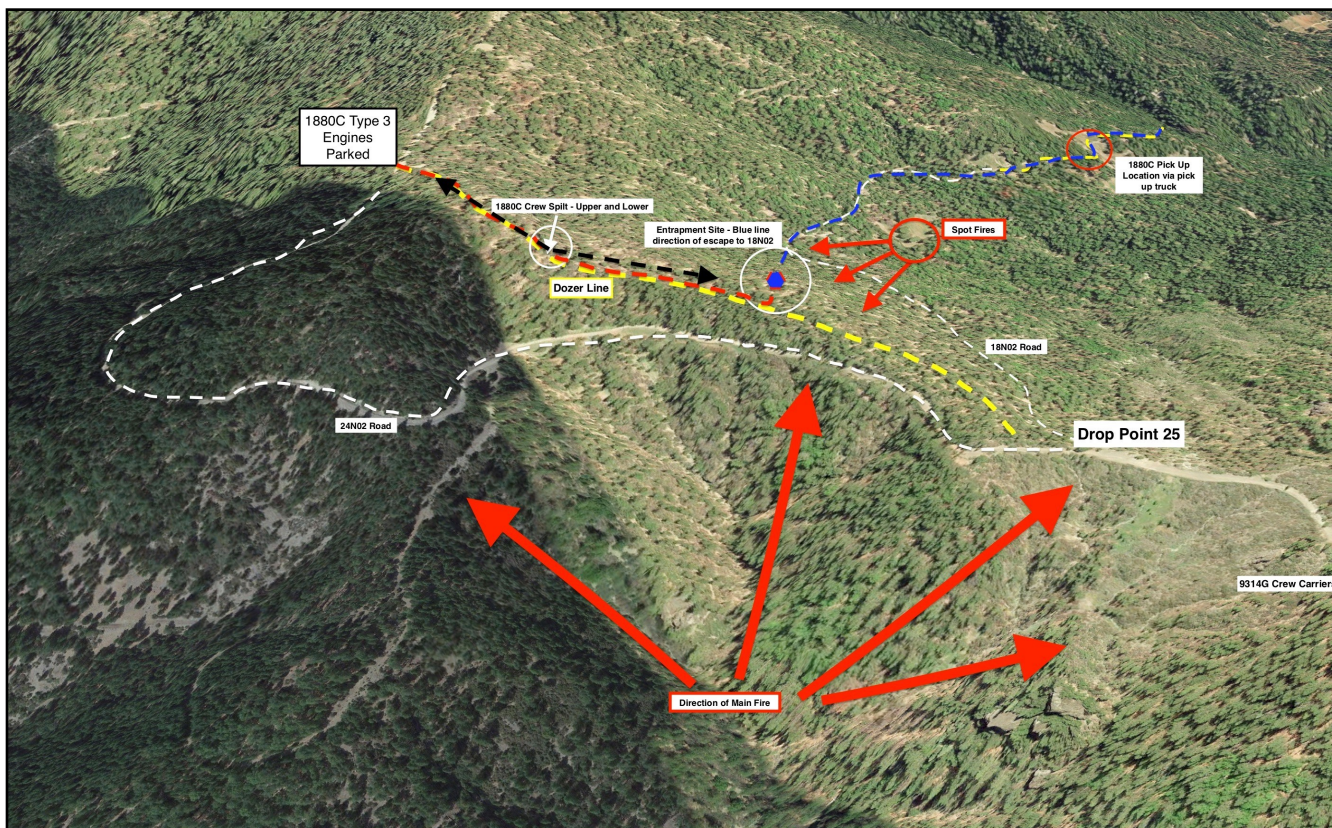 1880C Type 3
Engines
Parked
1880C Crew Spilt - Upper and Lower
Entrapment Site - Blue line
direction of escape to 18N02
Spot Fires
1880C Pick Up
Location via pick
up truck
Dozer Line
18N02 Road
24N02 Road
Drop Point 25
9314G Crew Carriers
Direction of Main Fire